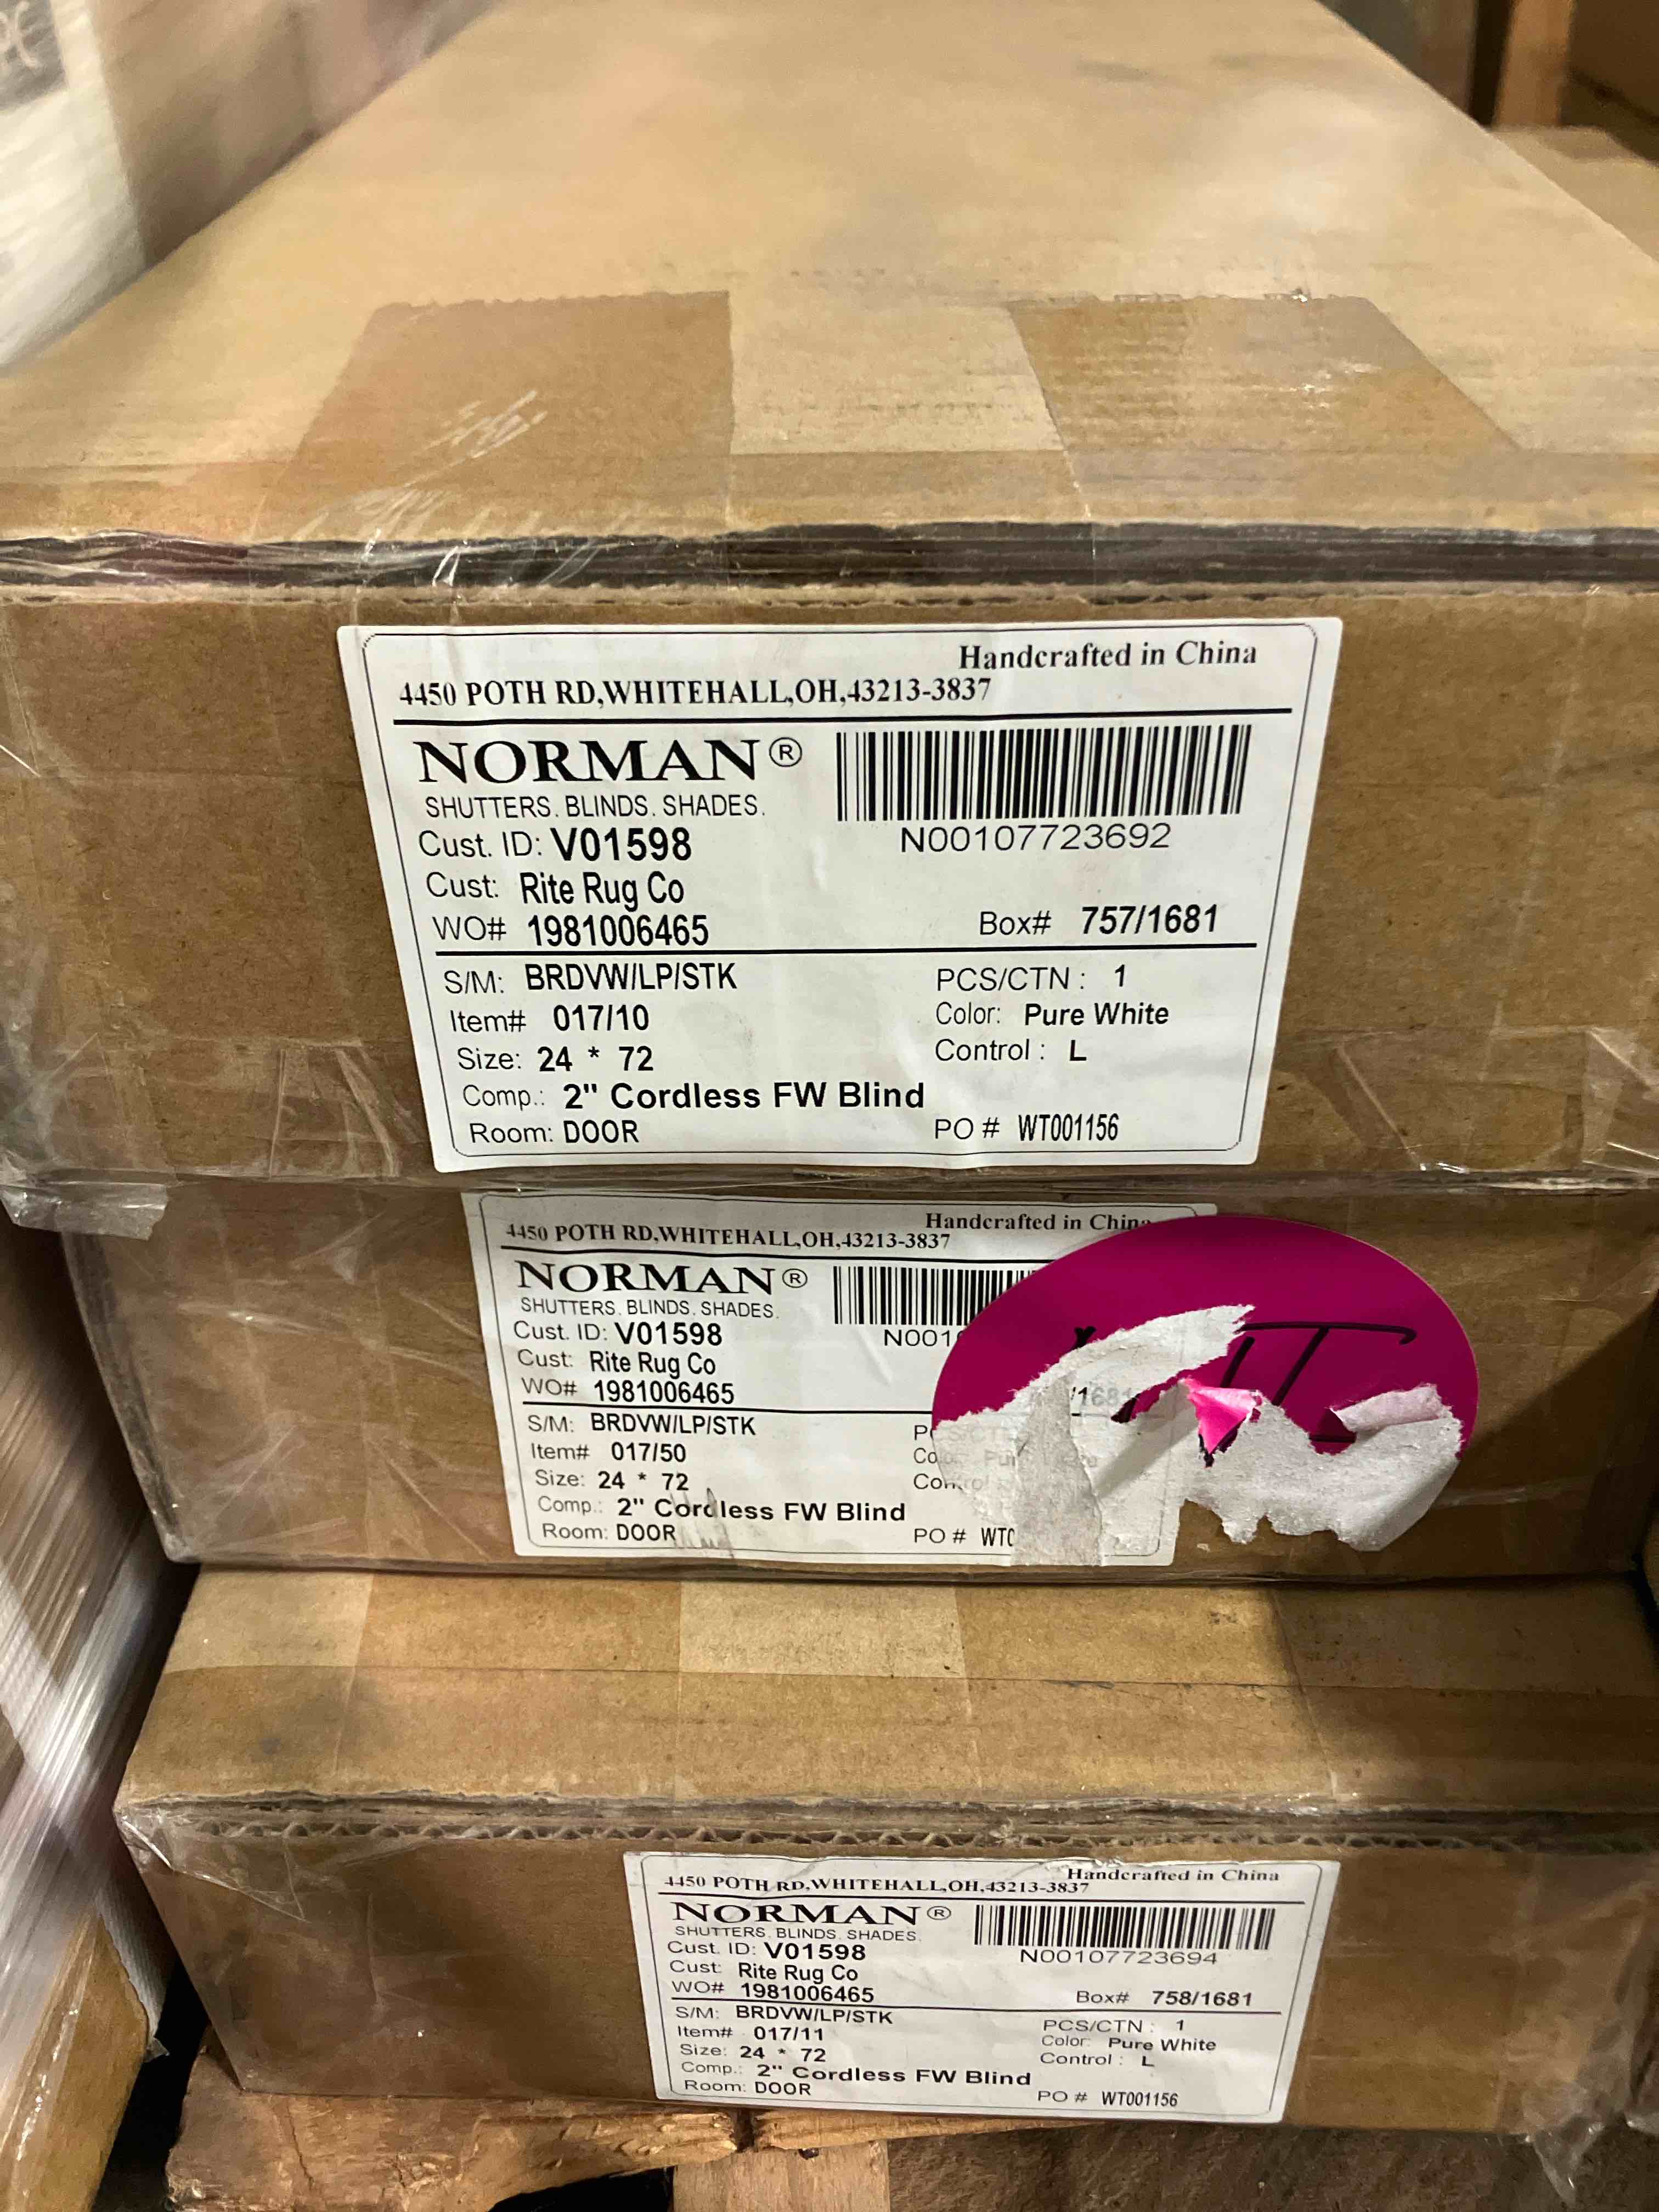 Handcrafted in China
4450 POTH RD,WHITEHALL,OH,43213-3837
NORMAN®
SHUTTERS. BLINDS. SHADES.
N00107723692
Cust. ID: V01598
Cust: Rite Rug Co
WO# 1981006465 Box# 757/1681
S/M: BRDVW/LP/STK PCS/CTN : 1
Item# 017/10 Color: Pure White
Size: 24 * 72 Control : L
Comp.: 2" Cordless FW Blind
Room: DOOR PO # WT001156
Handcrafted in China
4450 POTH RD,WHITEHALL,OH,43213-3837
NORMAN®
SHUTTERS. BLINDS. SHADES.
Cust. ID: V01598
Cust: Rite Rug Co
WO# 1981006465 /1681
S/M: BRDVW/LP/STK
Item# 017/50
Size: 24 * 72
Comp.: 2" Cordless FW Blind
Room: DOOR PO #
Handcrafted in China
4450 POTH RD,WHITEHALL,OH,43213-3837
NORMAN®
SHUTTERS. BLINDS. SHADES.
N00107723694
Cust. ID: V01598
Cust: Rite Rug Co
WO# 1981006465 Box# 758/1681
S/M: BRDVW/LP/STK PCS/CTN : 1
Item# 017/11 Color: Pure White
Size: 24 * 72 Control : L
Comp.: 2" Cordless FW Blind
Room: DOOR PO # WT001156